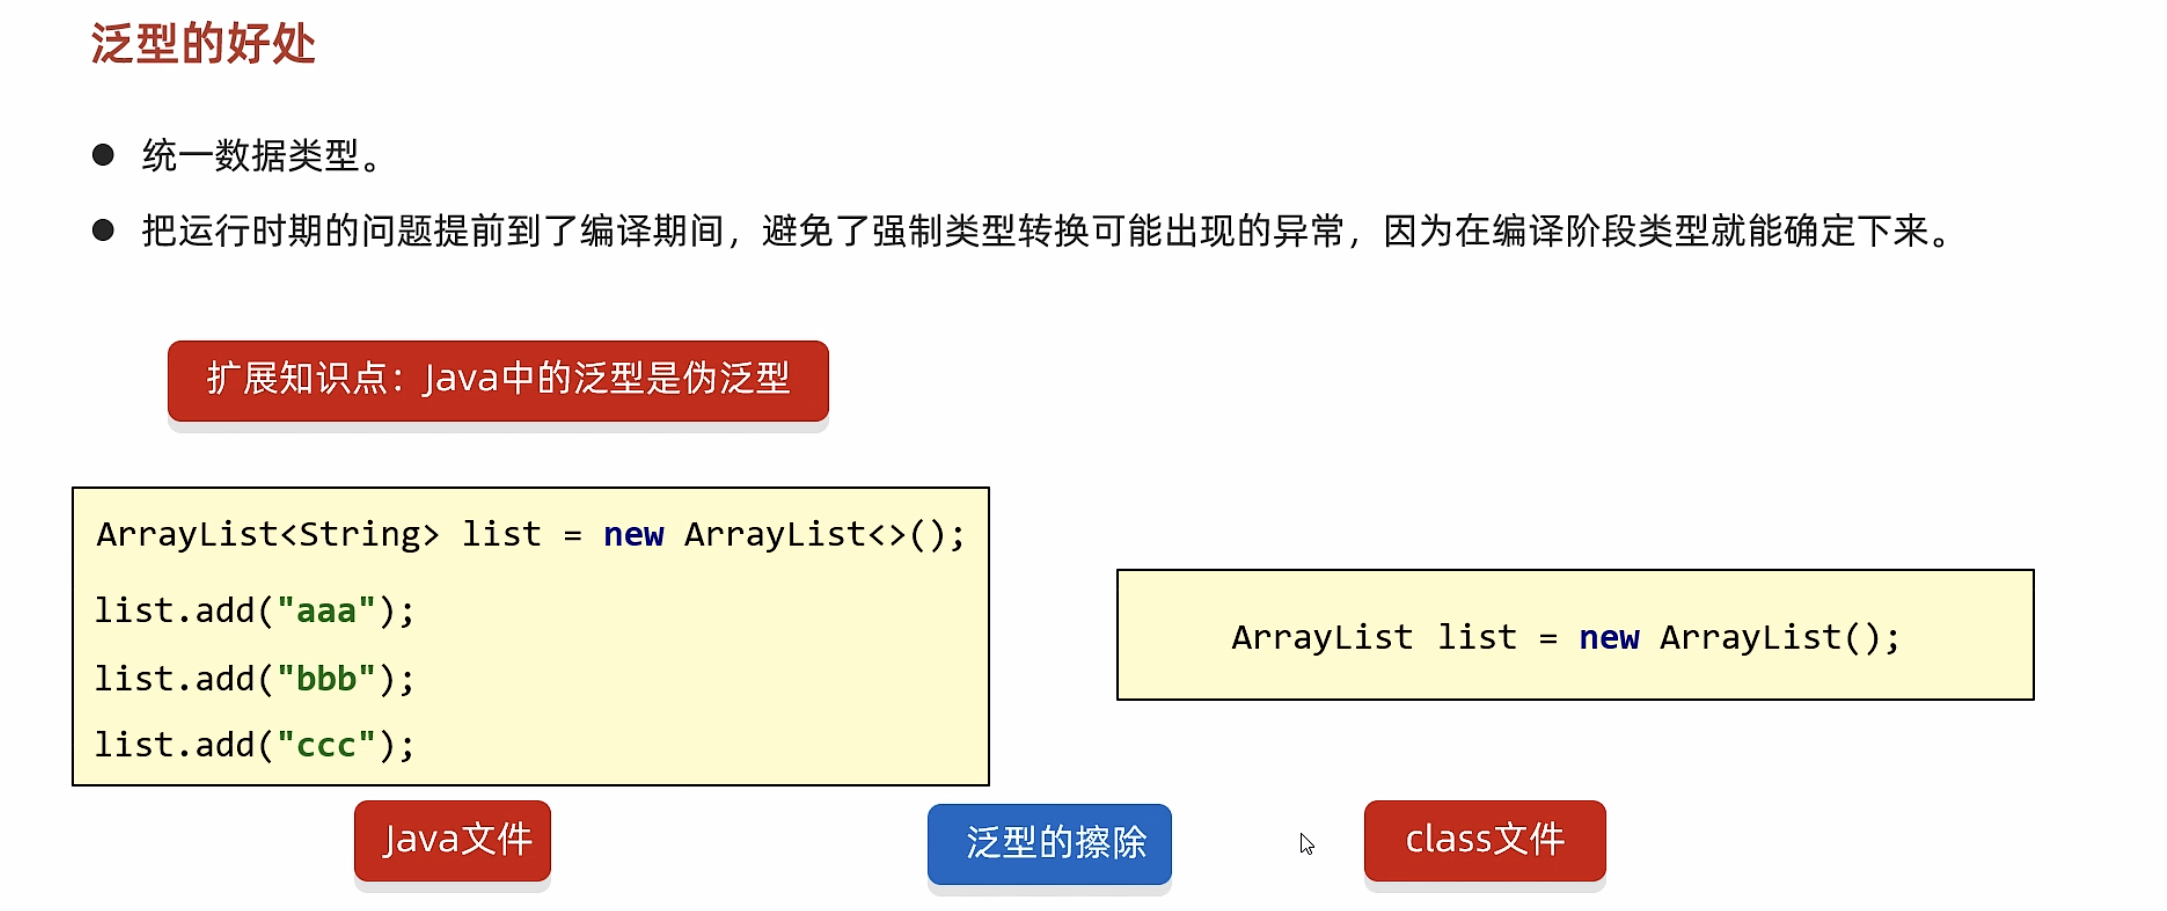 泛型的好处
● 统一数据类型。
● 把运行时期的问题提前到了编译期间，避免了强制类型转换可能出现的异常，因为在编译阶段类型就能确定下来。
扩展知识点：Java中的泛型是伪泛型
ArrayList<String> list = new ArrayList<>();
list.add("aaa");
list.add("bbb");
list.add("ccc");
ArrayList list = new ArrayList();
Java文件
泛型的擦除
class文件